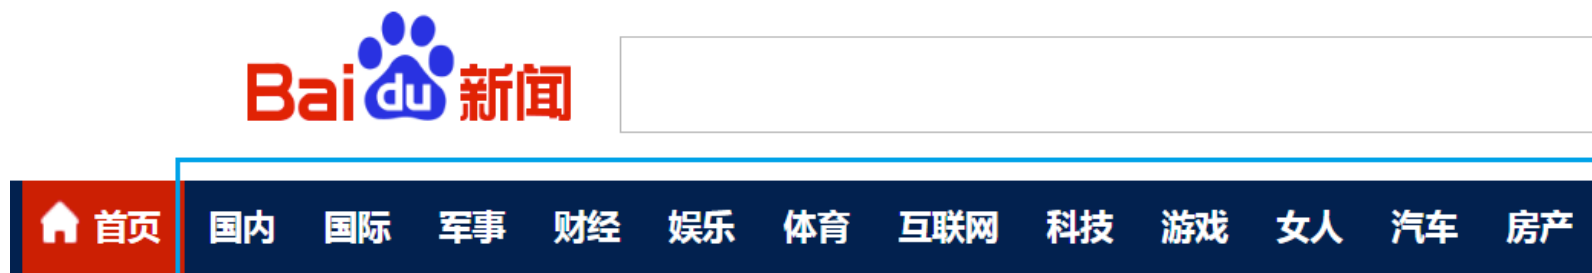 Baidu新闻
首页 国内 国际 军事 财经 娱乐 体育 互联网 科技 游戏 女人 汽车 房产